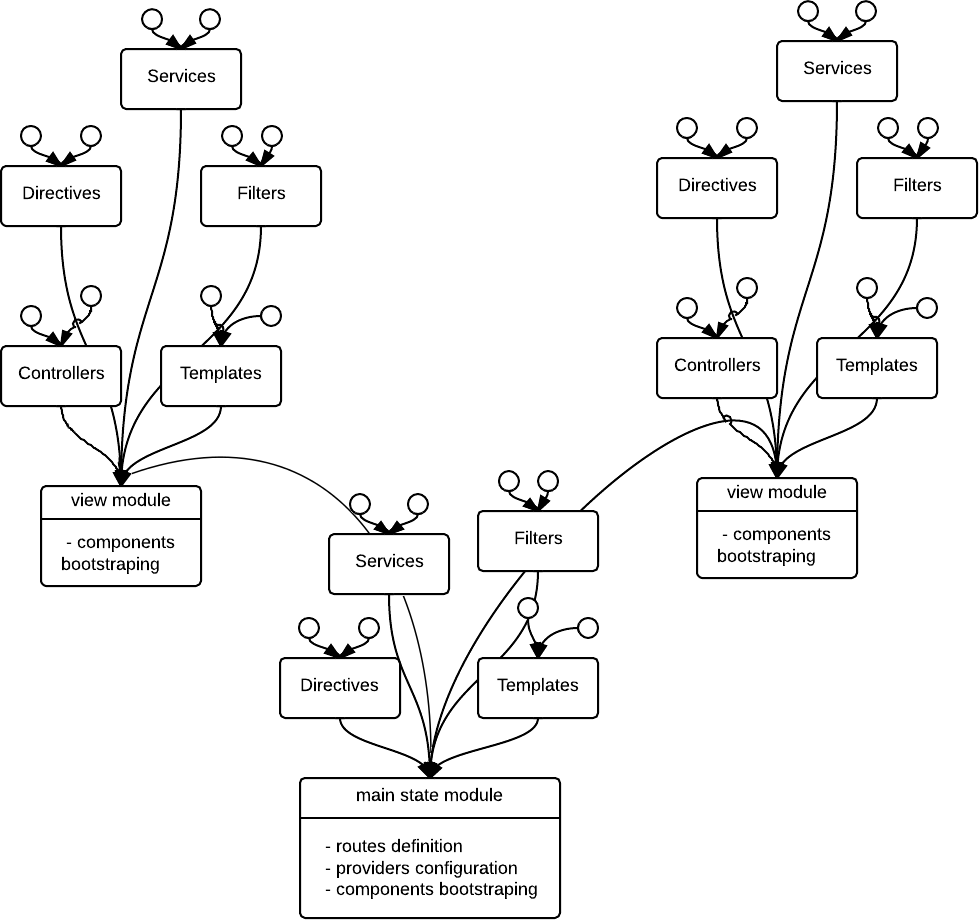 Services
Services
Directives
Filters
Directives
Filters
Controllers
Templates
Controllers
Templates
view module
- components
bootstraping
view module
- components
bootstraping
Services
Filters
Directives
Templates
main state module
- routes definition
- providers configuration
- components bootstraping